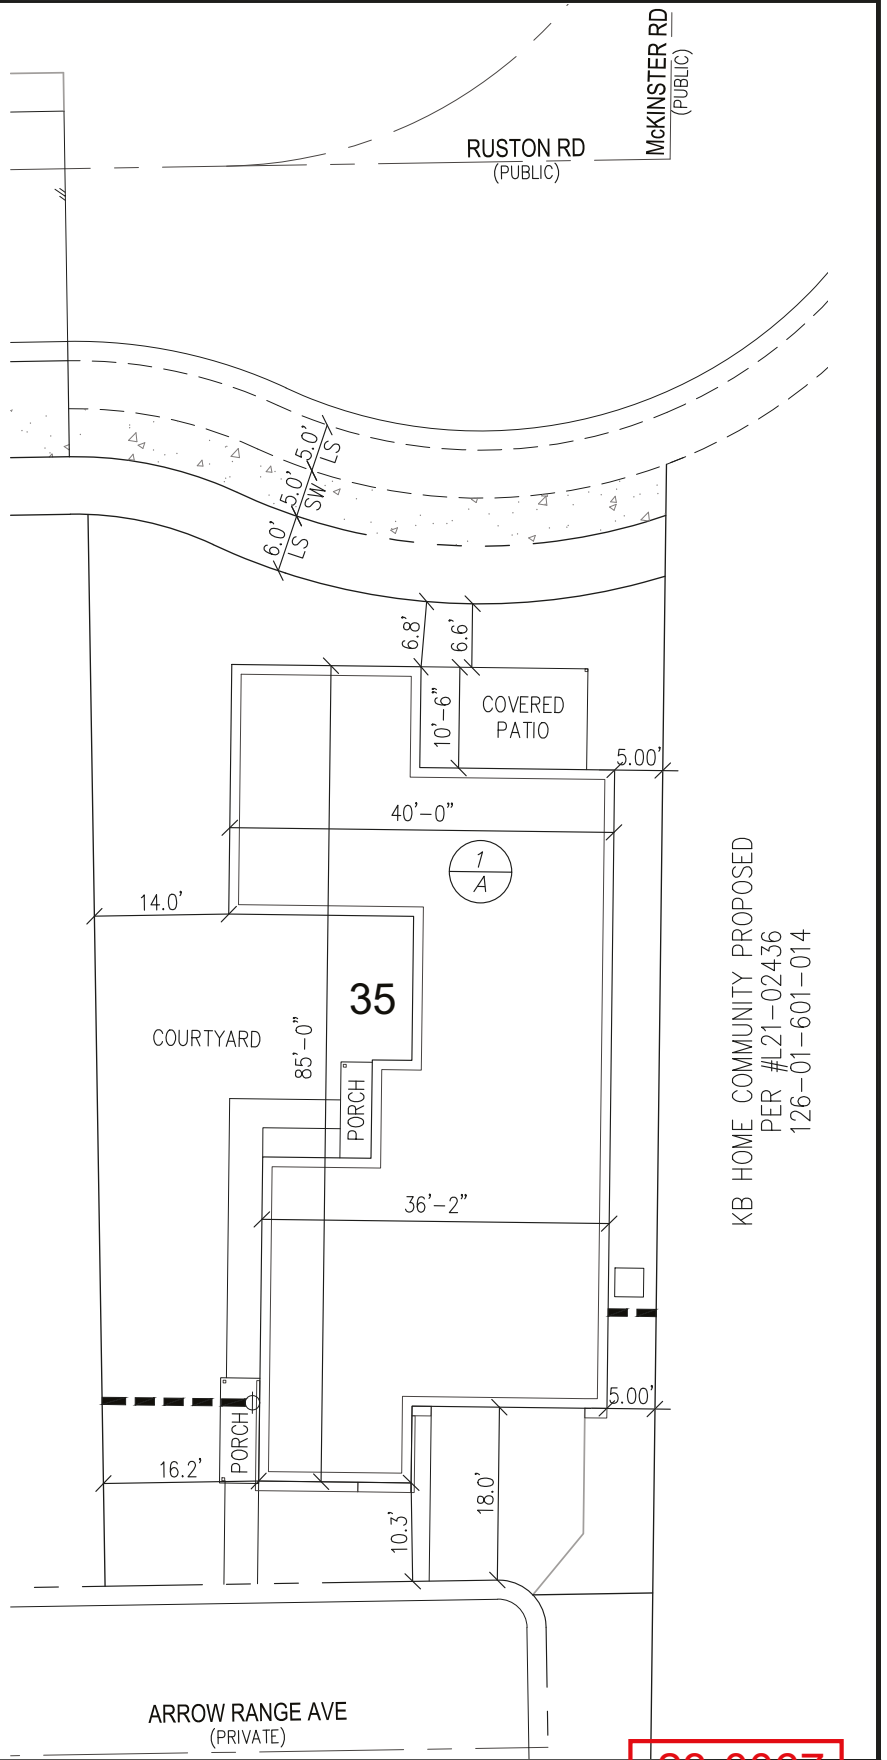 McKINSTER RD
(PUBLIC)
RUSTON RD
(PUBLIC)
5.0'
LS
5.0'
SW
6.0'
LS
6.8'
6.6'
10'-6"
COVERED
PATIO
5.00'
40'-0"
1
A
14.0'
35
COURTYARD
85'-0"
PORCH
KB HOME COMMUNITY PROPOSED
PER #L21-02436
126-01-601-014
36'-2"
5.00'
PORCH
16.2'
10.3'
18.0'
ARROW RANGE AVE
(PRIVATE)